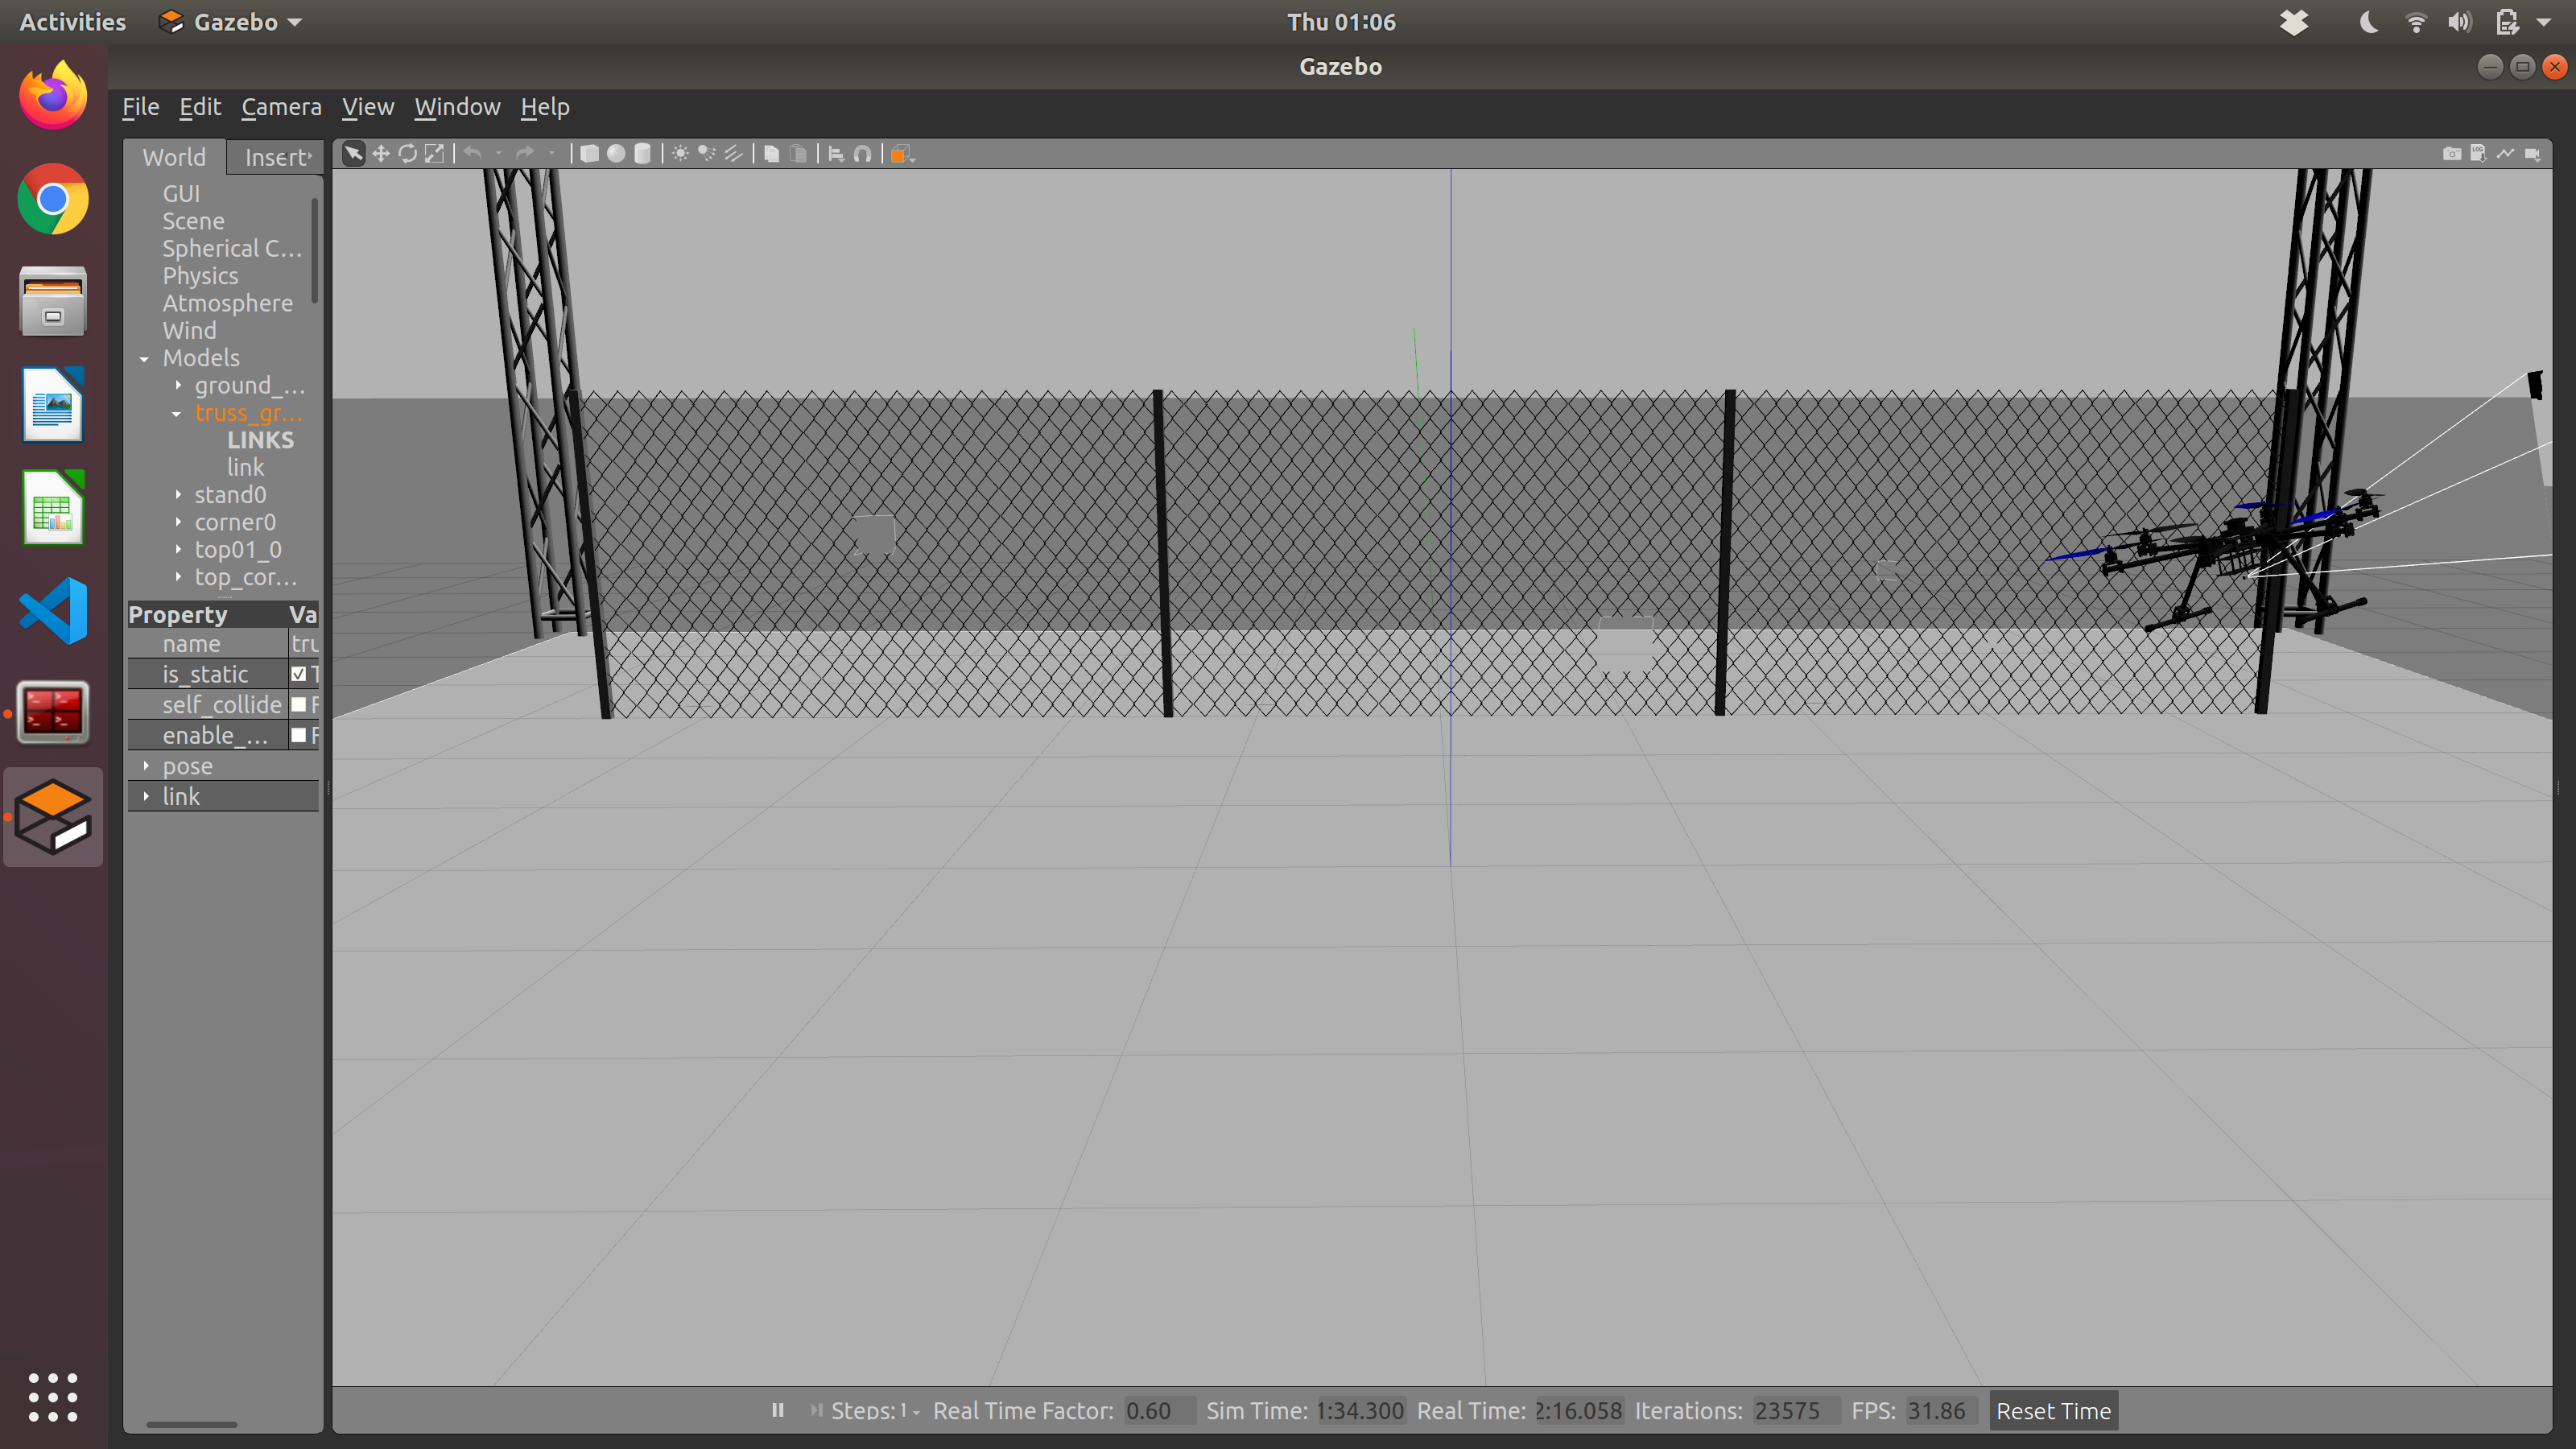 Activities Gazebo Thu 01:06
Gazebo
File Edit Camera View Window Help
World Insert
GUI
Scene
Spherical C...
Physics
Atmosphere
Wind
Models
ground_...
truss_gr...
LINKS
link
stand0
corner0
top01_0
top_cor...
Property Va
name tru
is_static T
self_collide F
enable_... F
pose
link
Steps: 1 Real Time Factor: 0.60 Sim Time: 1:34.300 Real Time: 2:16.058 Iterations: 23575 FPS: 31.86 Reset Time